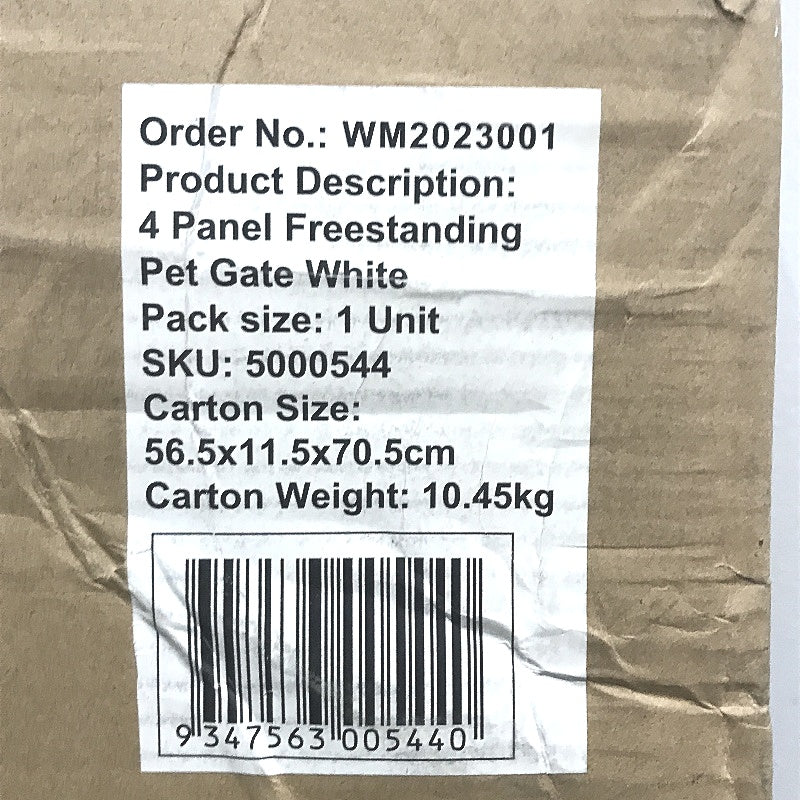 Order No.: WM2023001
Product Description:
4 Panel Freestanding
Pet Gate White
Pack size: 1 Unit
SKU: 5000544
Carton Size:
56.5x11.5x70.5cm
Carton Weight: 10.45kg
9 347563 005440